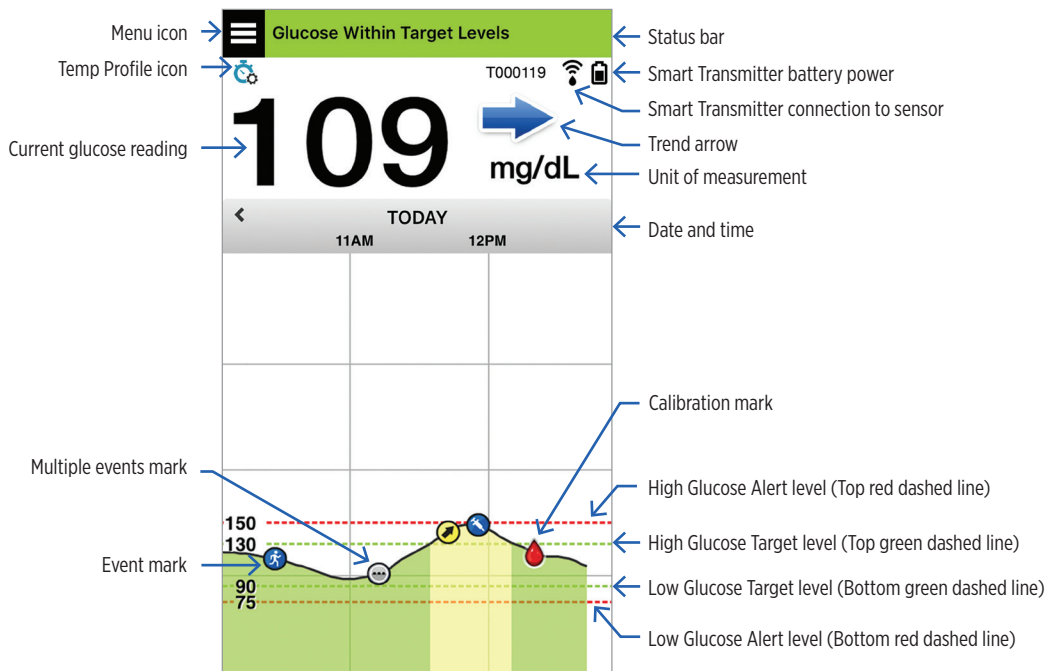 Menu icon
Glucose Within Target Levels
Status bar
Temp Profile icon
T000119
Smart Transmitter battery power
Smart Transmitter connection to sensor
109
Trend arrow
Current glucose reading
mg/dL
Unit of measurement
TODAY
Date and time
11AM 12PM
Calibration mark
Multiple events mark
High Glucose Alert level (Top red dashed line)
150
130
High Glucose Target level (Top green dashed line)
Event mark
90
Low Glucose Target level (Bottom green dashed line)
75
Low Glucose Alert level (Bottom red dashed line)